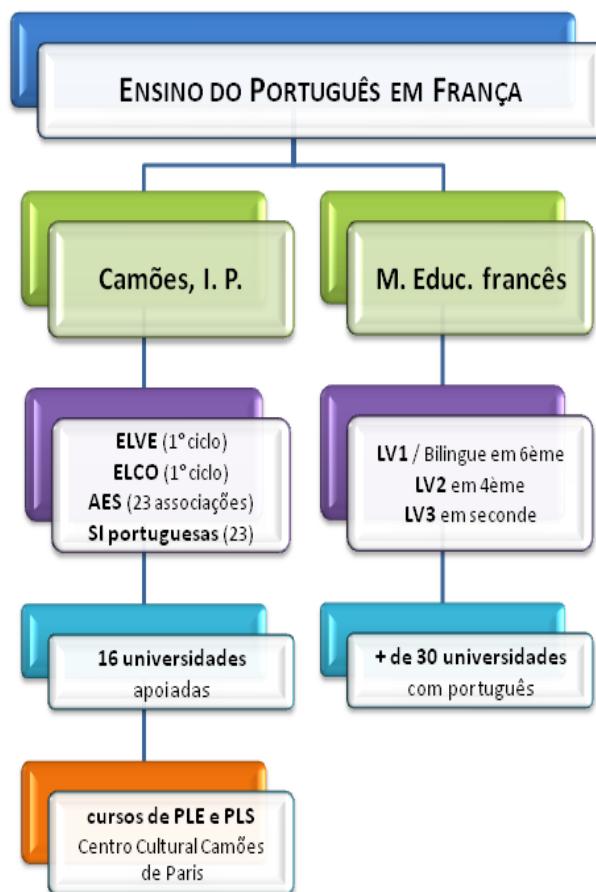 ENSINO DO PORTUGUÊS EM FRANÇA
Camões, I. P.
M. Educ. francês
ELVE (1º ciclo)
ELCO (1º ciclo)
AES (23 associações)
SI portuguesas (23)
LV1 / Bilingue em 6ème
LV2 em 4ème
LV3 em seconde
16 universidades
apoiadas
+ de 30 universidades
com português
cursos de PLE e PLS
Centro Cultural Camões
de Paris